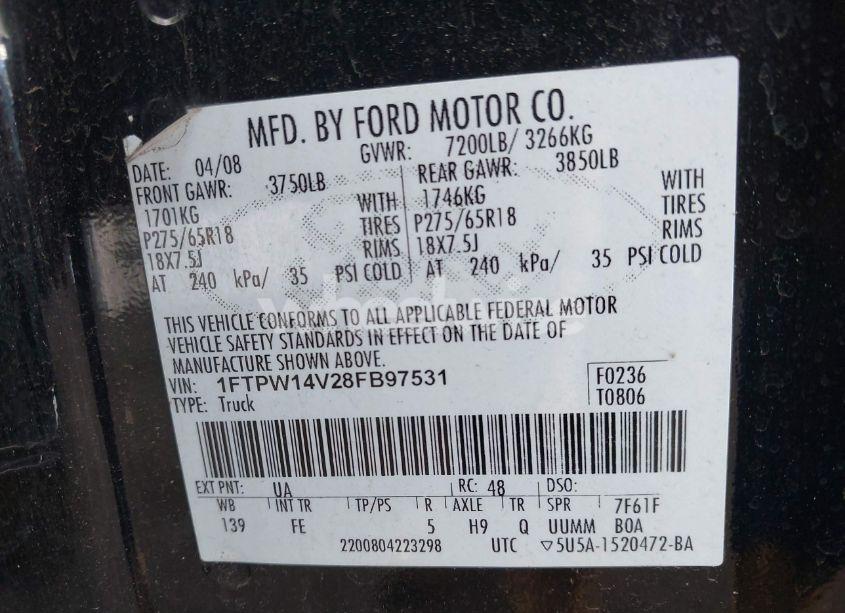 MFD. BY FORD MOTOR CO.
DATE: 04/08 GVWR: 7200LB/ 3266KG
FRONT GAWR: 3750LB REAR GAWR: 3850LB
1701KG WITH 1746KG WITH
P275/65R18 TIRES P275/65R18 TIRES
18X7.5J RIMS 18X7.5J RIMS
AT 240 kPa/ 35 PSI COLD AT 240 kPa/ 35 PSI COLD
THIS VEHICLE CONFORMS TO ALL APPLICABLE FEDERAL MOTOR
VEHICLE SAFETY STANDARDS IN EFFECT ON THE DATE OF
MANUFACTURE SHOWN ABOVE.
VIN: 1FTPW14V28FB97531 F0236
TYPE: Truck T0806
EXT PNT: UA RC: 48 DSO:
WB INT TR TP/PS R AXLE TR SPR 7F61F
139 FE 5 H9 Q UUMM BOA
2200804223298 UTC ▽5U5A-1520472-BA